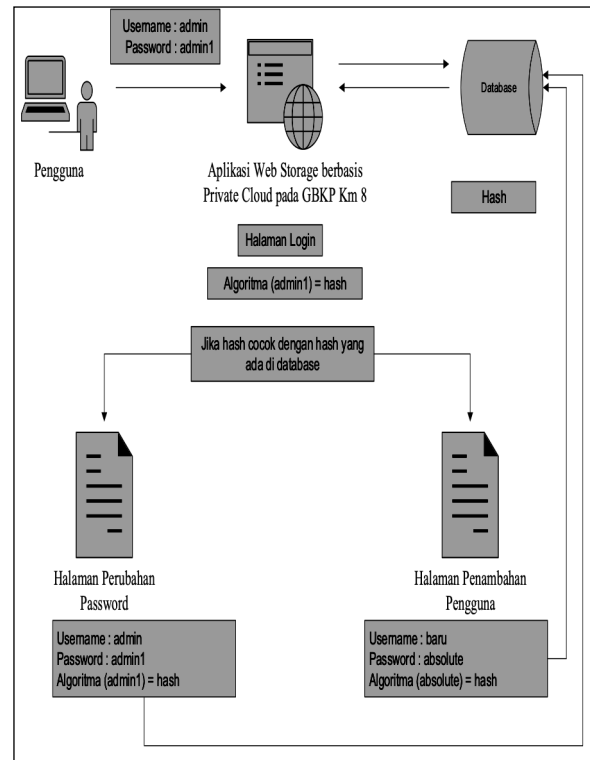 Username : admin
Password : admin1
Database
Pengguna
Aplikasi Web Storage berbasis
Private Cloud pada GBKP Km 8
Hash
Halaman Login
Algoritma (admin1) = hash
Jika hash cocok dengan hash yang
ada di database
Halaman Perubahan
Password
Halaman Penambahan
Pengguna
Username : admin
Password : admin1
Algoritma (admin1) = hash
Username : baru
Password : absolute
Algoritma (absolute) = hash